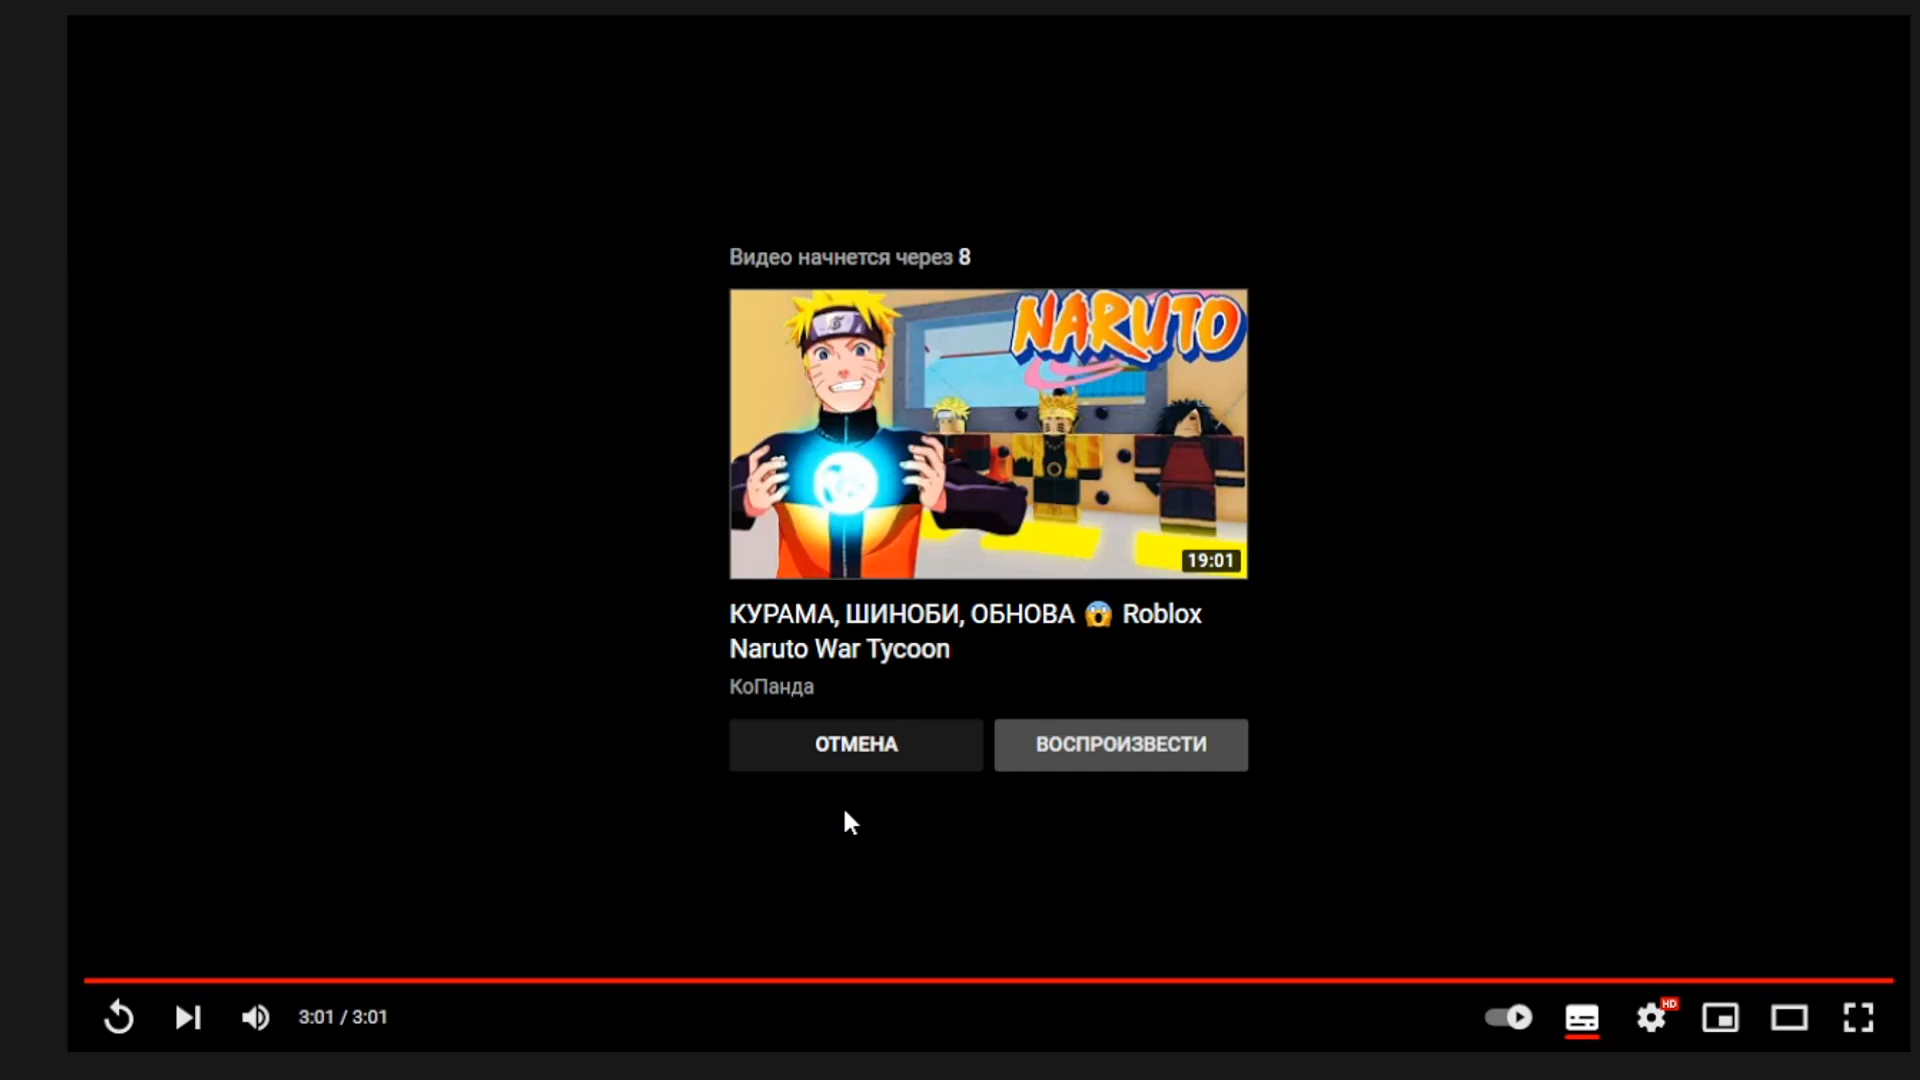 Видео начнется через 8
NARUTO
19:01
КУРАМА, ШИНОБИ, ОБНОВА 😱 Roblox
Naruto War Tycoon
КоПанда
ОТМЕНА
ВОСПРОИЗВЕСТИ
3:01 / 3:01
HD